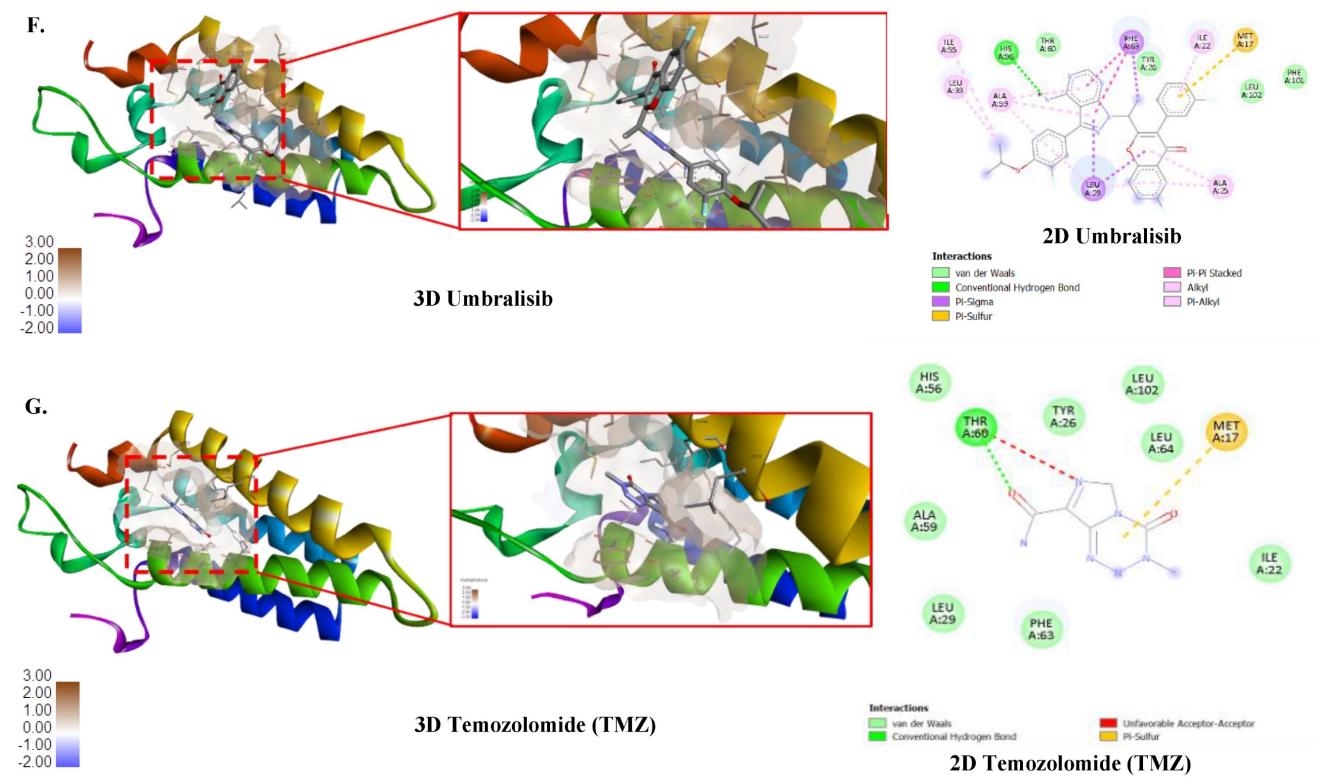 F.
ILE
A:55
HIS
A:56
THR
A:60
PHE
A:63
TYR
A:26
ILE
A:22
MET
A:17
LEU
A:33
ALA
A:59
LEU
A:102
PHE
A:101
LEU
A:29
ALA
A:25
2D Umbralisib
3.00
2.00
1.00
0.00
-1.00
-2.00
3D Umbralisib
Interactions
van der Waals
Conventional Hydrogen Bond
Pi-Sigma
Pi-Sulfur
Pi-Pi Stacked
Alkyl
Pi-Alkyl
G.
HIS
A:56
THR
A:60
TYR
A:26
LEU
A:102
LEU
A:64
MET
A:17
ALA
A:59
ILE
A:22
LEU
A:29
PHE
A:63
N
N
N
N
N
N
3.00
2.00
1.00
0.00
-1.00
-2.00
3D Temozolomide (TMZ)
Interactions
van der Waals
Conventional Hydrogen Bond
Unfavorable Acceptor-Acceptor
Pi-Sulfur
2D Temozolomide (TMZ)